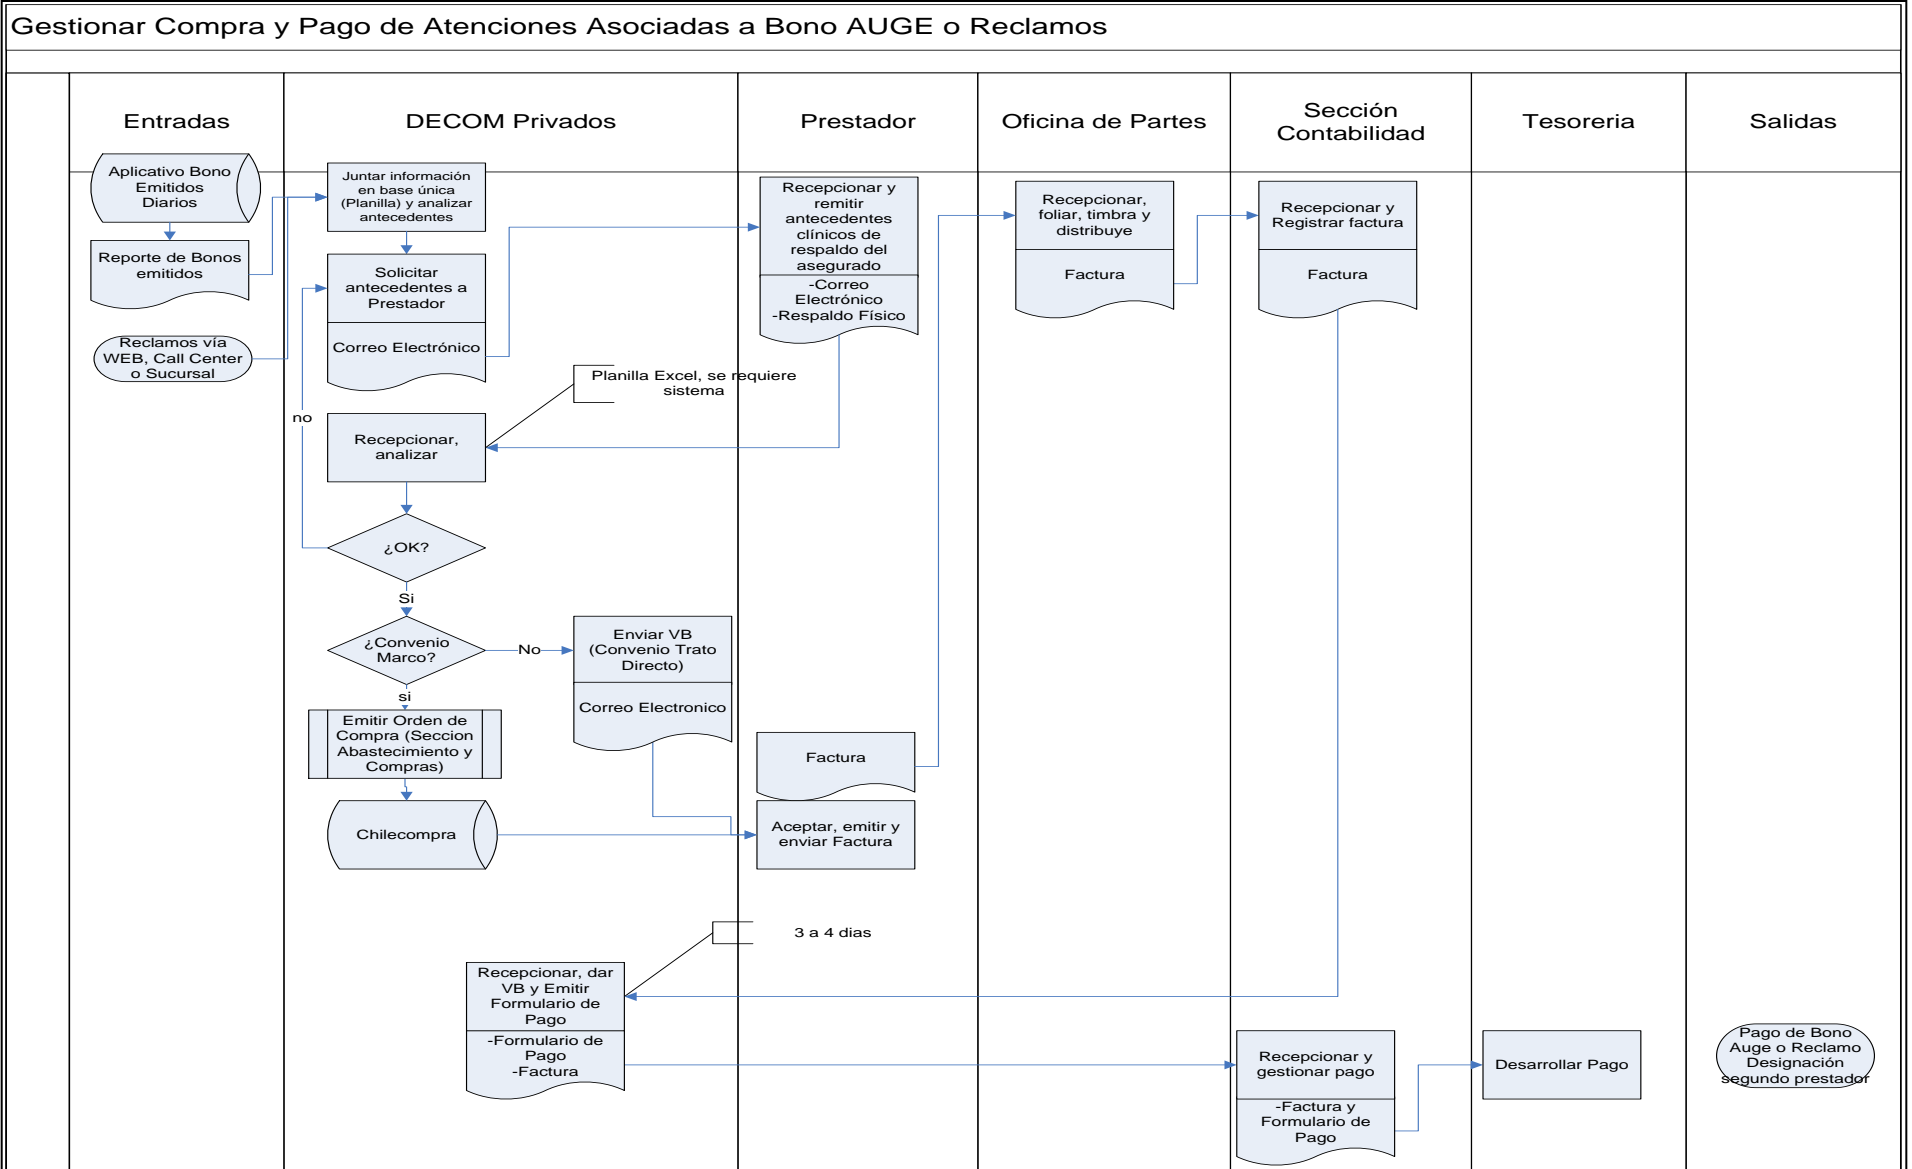 Gestionar Compra y Pago de Atenciones Asociadas a Bono AUGE o Reclamos
Entradas
DECOM Privados
Prestador
Oficina de Partes
Sección
Contabilidad
Tesoreria
Salidas
Aplicativo Bono
Emitidos
Diarios
Reporte de Bonos
emitidos
Reclamos vía
WEB, Call Center
o Sucursal
Juntar información
en base única
(Planilla) y analizar
antecedentes
Solicitar
antecedentes a
Prestador
Correo Electrónico
Planilla Excel, se requiere
sistema
no
Recepcionar,
analizar
¿OK?
Si
¿Convenio
Marco?
No
si
Enviar VB
(Convenio Trato
Directo)
Correo Electronico
Emitir Orden de
Compra (Seccion
Abastecimiento y
Compras)
Chilecompra
Recepcionar y
remitir
antecedentes
clínicos de
respaldo del
asegurado
-Correo
Electrónico
-Respaldo Físico
Factura
Aceptar, emitir y
enviar Factura
Recepcionar,
foliar, timbra y
distribuye
Factura
Recepcionar y
Registrar factura
Factura
3 a 4 dias
Recepcionar, dar
VB y Emitir
Formulario de
Pago
-Formulario de
Pago
-Factura
Recepcionar y
gestionar pago
-Factura y
Formulario de
Pago
Desarrollar Pago
Pago de Bono
Auge o Reclamo
Designación
segundo prestador